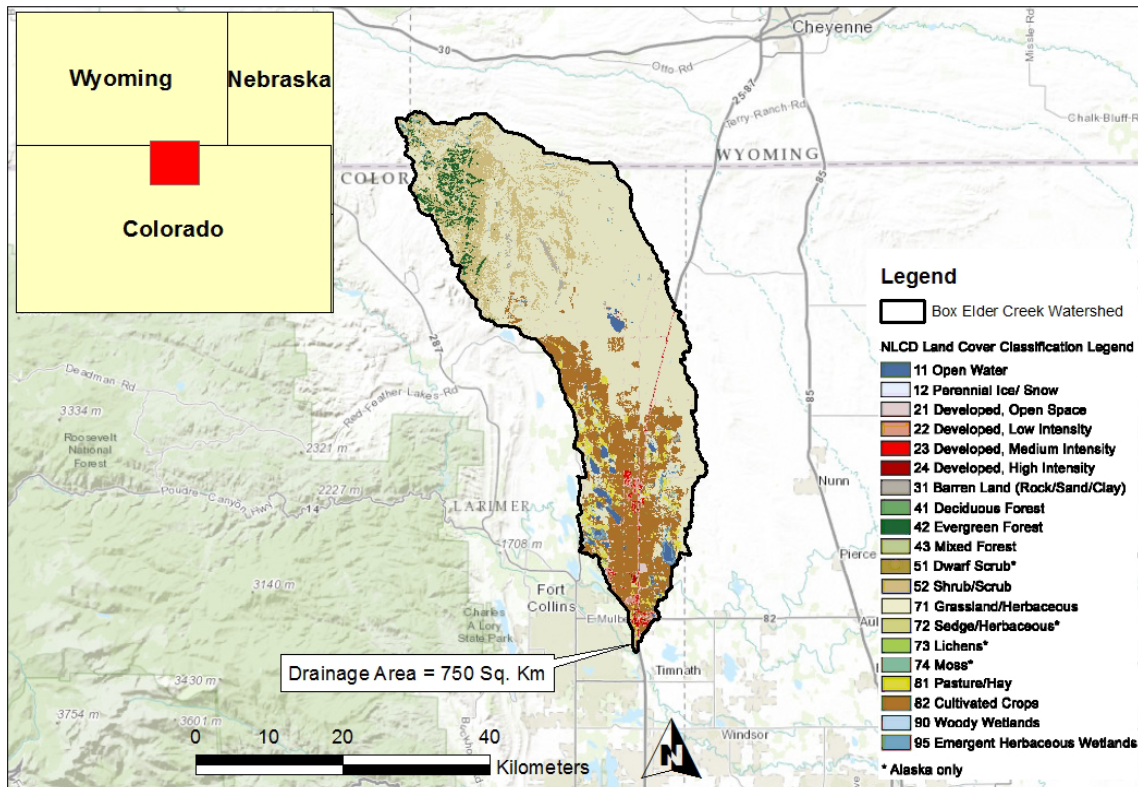 Wyoming
Nebraska
Colorado
Cheyenne
30
Otto Rd
Missile Rd
25-87
Terry-Ranch-Rd
Chalk-Bluff-R
WYOMING
COLOR
85
287
Deadman Rd
Red-Feather-Lakes-Rd
3334 m
Roosevelt
National
Forest
2321 m
2227 m
Poudre-Canyon-Hwy
14
LARIMER
1708 m
3140 m
Fort
Collins
Charles
A Lory
State Park
E Mulbe
82
Aul
85
Nunn
Pierce
Timnath
Windsor
3430 m
3754 m
3601 m
Drainage Area = 750 Sq. Km
0
10
20
40
Kilometers
N
Legend
Box Elder Creek Watershed
NLCD Land Cover Classification Legend
11 Open Water
12 Perennial Ice/ Snow
21 Developed, Open Space
22 Developed, Low Intensity
23 Developed, Medium Intensity
24 Developed, High Intensity
31 Barren Land (Rock/Sand/Clay)
41 Deciduous Forest
42 Evergreen Forest
43 Mixed Forest
51 Dwarf Scrub*
52 Shrub/Scrub
71 Grassland/Herbaceous
72 Sedge/Herbaceous*
73 Lichens*
74 Moss*
81 Pasture/Hay
82 Cultivated Crops
90 Woody Wetlands
95 Emergent Herbaceous Wetlands
* Alaska only